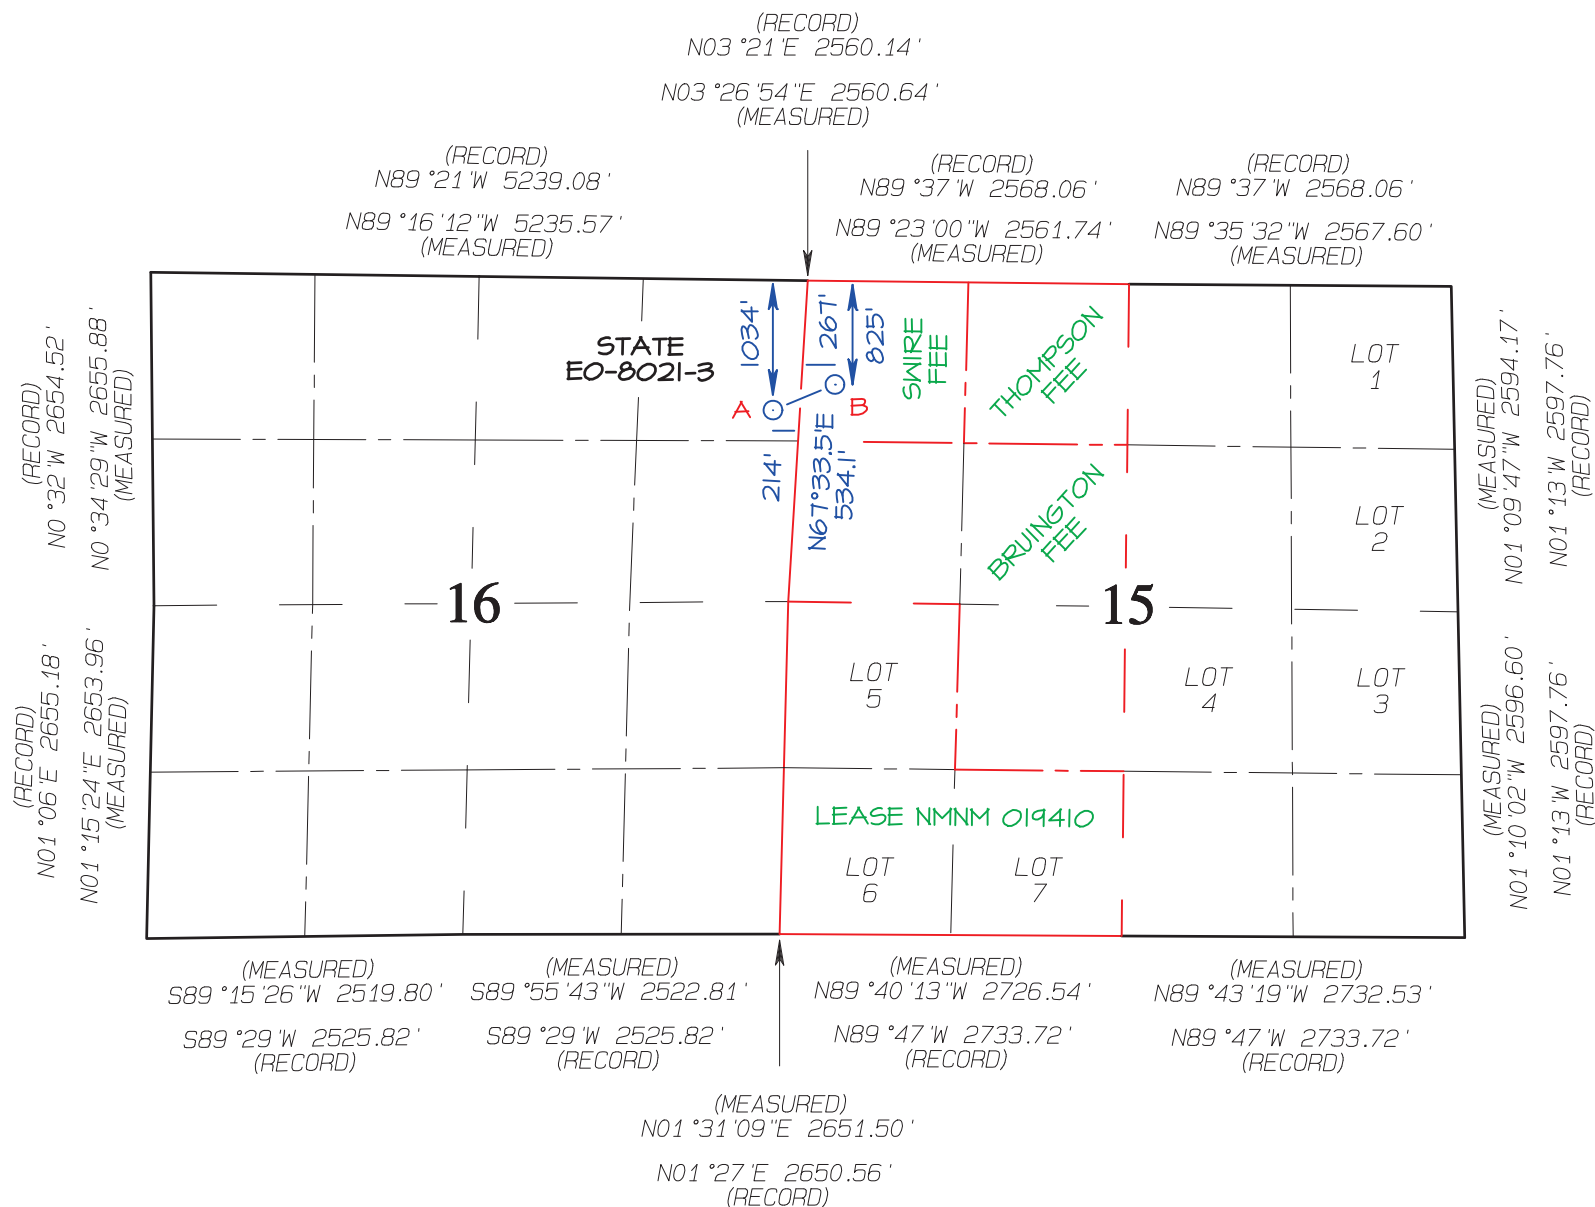 (RECORD)
N03°21'E 2560.14'
N03°26'54"E 2560.64'
(MEASURED)
(RECORD)
N89°21'W 5239.08'
N89°16'12"W 5235.57'
(MEASURED)
(RECORD)
N89°37'W 2568.06'
N89°23'00"W 2561.74'
(MEASURED)
(RECORD)
N89°37'W 2568.06'
N89°35'32"W 2567.60'
(MEASURED)
(RECORD)
N0°32'W 2654.52'
N0°34'29"W 2655.88'
(MEASURED)
(RECORD)
N01°06'E 2655.18'
N01°15'24"E 2653.96'
(MEASURED)
STATE
EO-8021-3
1034'
267'
825'
A
B
214'
N67°33.5'E
534.1'
SWIRE
FEE
THOMPSON
FEE
BRUINGTON
FEE
LOT
1
LOT
2
16
15
LOT
5
LOT
4
LOT
3
LEASE NMNM 019410
LOT
6
LOT
7
(MEASURED)
N01°09'47"W 2594.17'
N01°13'W 2597.76'
(RECORD)
(MEASURED)
N01°10'02"W 2596.60'
N01°13'W 2597.76'
(RECORD)
(MEASURED)
S89°15'26"W 2519.80'
S89°29'W 2525.82'
(RECORD)
(MEASURED)
S89°55'43"W 2522.81'
S89°29'W 2525.82'
(RECORD)
(MEASURED)
N89°40'13"W 2726.54'
N89°47'W 2733.72'
(RECORD)
(MEASURED)
N89°43'19"W 2732.53'
N89°47'W 2733.72'
(RECORD)
(MEASURED)
N01°31'09"E 2651.50'
N01°27'E 2650.56'
(RECORD)